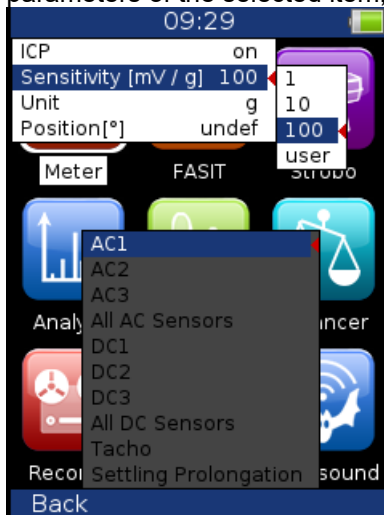 parameters of the selected item,
09:29
ICP on
Sensitivity [mV / g] 100
Unit g
Position[°] undef
1
10
100
user
Meter
FASIT
Strobo
AC1
AC2
AC3
All AC Sensors
DC1
DC2
DC3
All DC Sensors
Tacho
Settling Prolongation
Analy
ncer
Recor
sound
Back